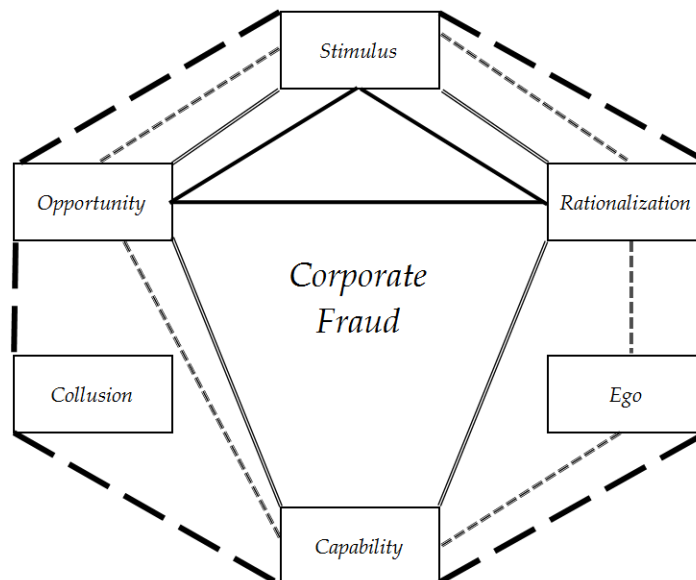 Stimulus
Opportunity
Rationalization
Corporate
Fraud
Collusion
Ego
Capability